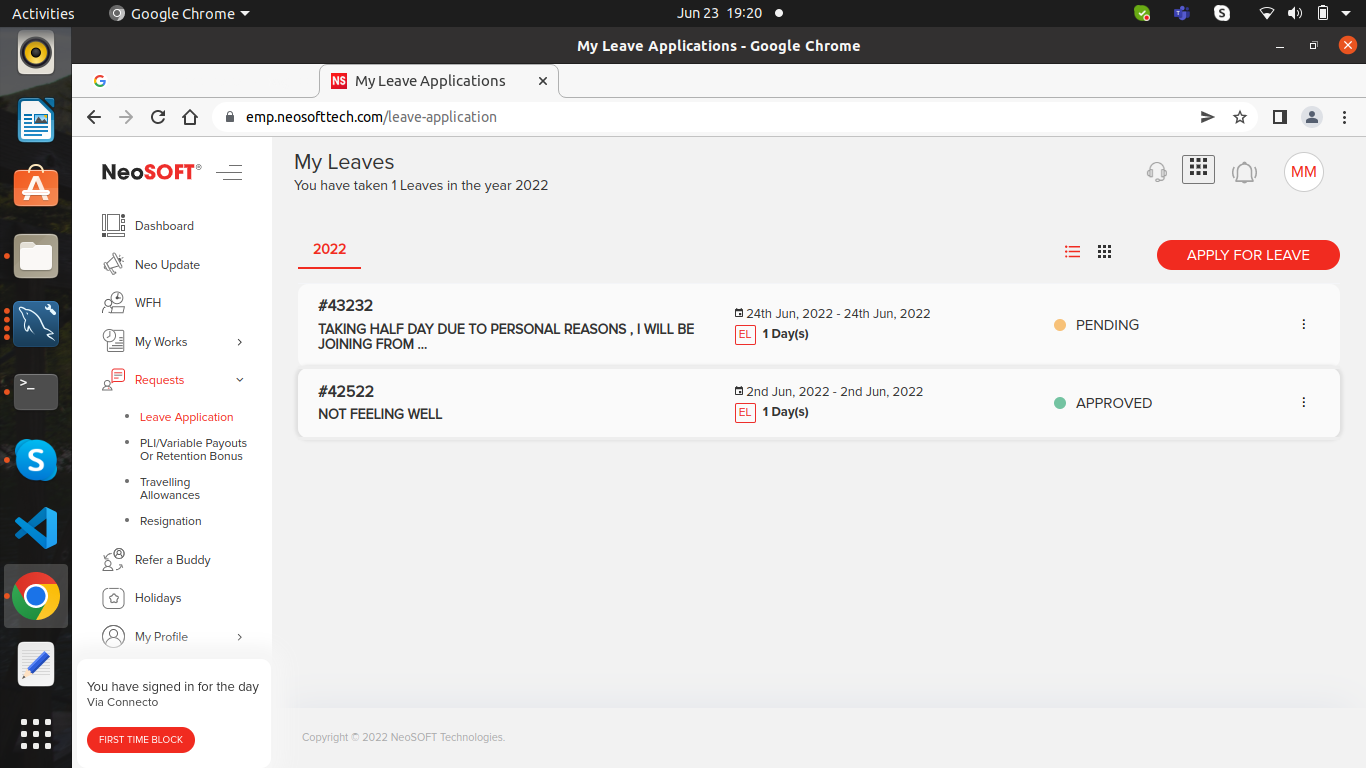 Activities
Google Chrome
Jun 23 19:20
My Leave Applications - Google Chrome
NS My Leave Applications
emp.neosofttech.com/leave-application
NeoSOFT®
Dashboard
Neo Update
WFH
My Works
Requests
Leave Application
PLI/Variable Payouts
Or Retention Bonus
Travelling
Allowances
Resignation
Refer a Buddy
Holidays
My Profile
You have signed in for the day
Via Connecto
FIRST TIME BLOCK
My Leaves
You have taken 1 Leaves in the year 2022
MM
2022
APPLY FOR LEAVE
#43232
TAKING HALF DAY DUE TO PERSONAL REASONS , I WILL BE
JOINING FROM ...
24th Jun, 2022 - 24th Jun, 2022
EL 1 Day(s)
PENDING
#42522
NOT FEELING WELL
2nd Jun, 2022 - 2nd Jun, 2022
EL 1 Day(s)
APPROVED
Copyright © 2022 NeoSOFT Technologies.